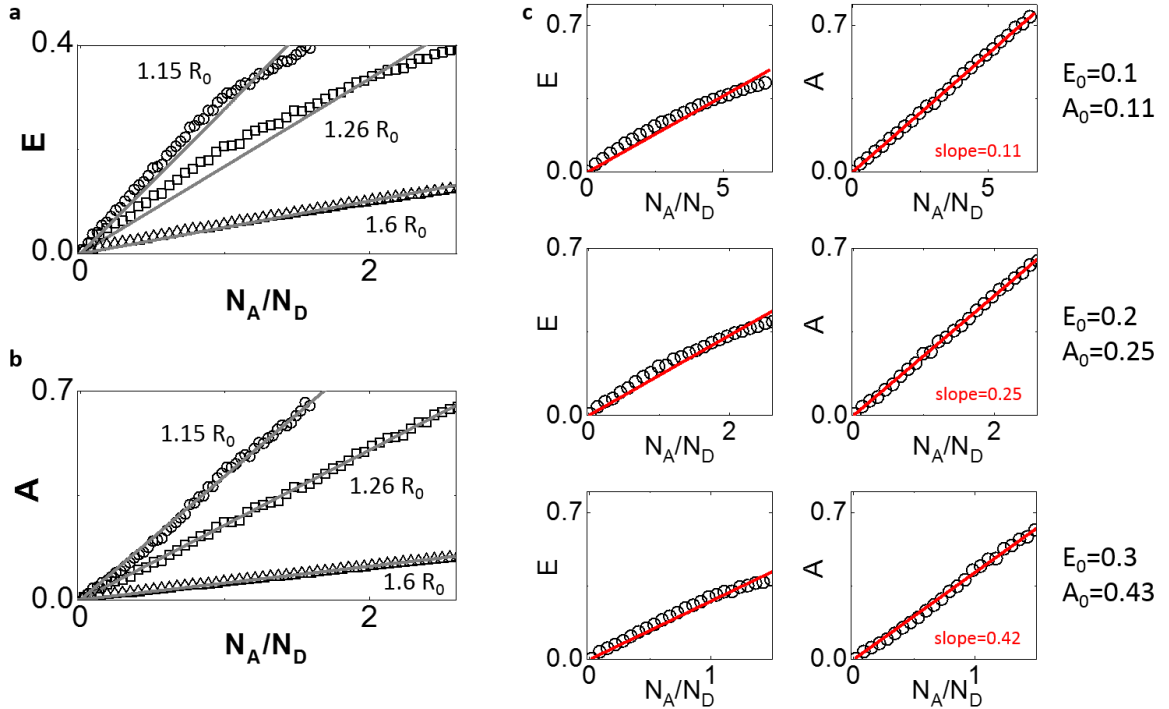 a
0.4
E
0.0
1.15 R0
1.26 R0
1.6 R0
0
2
NA/ND
b
0.7
A
0.0
1.15 R0
1.26 R0
1.6 R0
0
2
NA/ND
c
0.7
E
0.0
0
5
NA/ND
0.7
A
0.0
slope=0.11
0
5
NA/ND
E0=0.1
A0=0.11
0.7
E
0.0
0
2
NA/ND
0.7
A
0.0
slope=0.25
0
2
NA/ND
E0=0.2
A0=0.25
0.7
E
0.0
0
1
NA/ND
0.7
A
0.0
slope=0.42
0
1
NA/ND
E0=0.3
A0=0.43